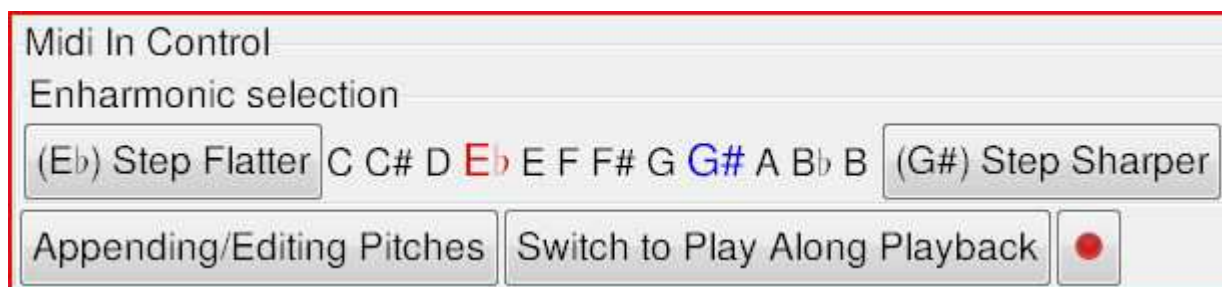 Midi In Control
Enharmonic selection
(E♭) Step Flatter C C# D E♭ E F F# G G# A B♭ B (G#) Step Sharper
Appending/Editing Pitches Switch to Play Along Playback